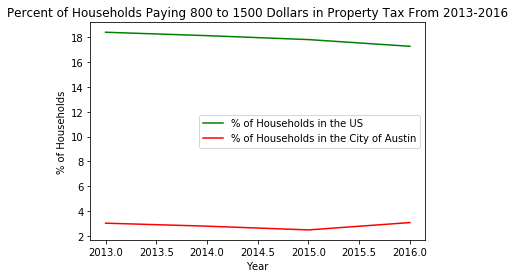 Percent of Households Paying 800 to 1500 Dollars in Property Tax From 2013-2016
% of Households
18
16
14
12
10
8
6
4
2
% of Households in the US
% of Households in the City of Austin
2013.0 2013.5 2014.0 2014.5 2015.0 2015.5 2016.0
Year